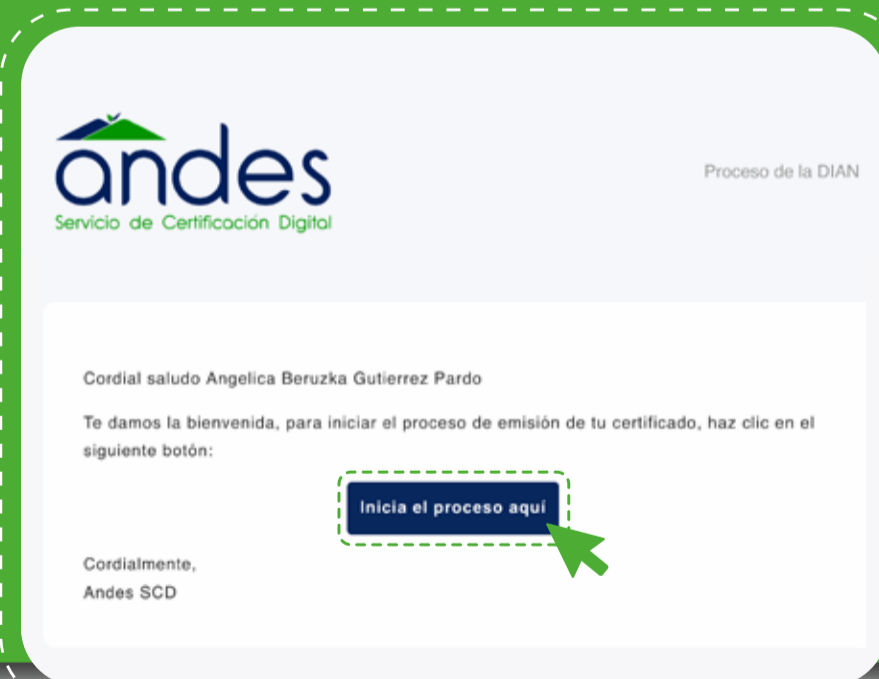 andes
Servicio de Certificación Digital
Proceso de la DIAN
Cordial saludo Angelica Beruzka Gutierrez Pardo
Te damos la bienvenida, para iniciar el proceso de emisión de tu certificado, haz clic en el
siguiente botón:
Inicia el proceso aquí
Cordialmente,
Andes SCD